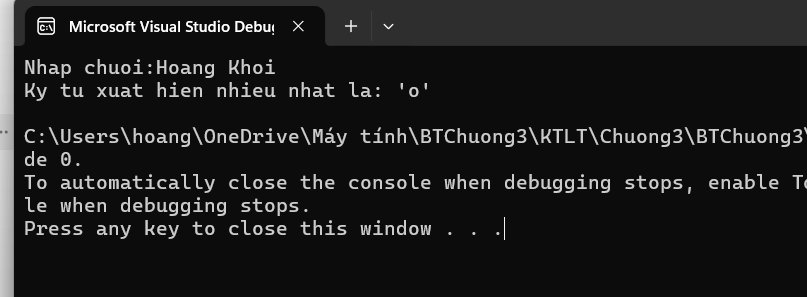 Microsoft Visual Studio Debu
Nhap chuoi:Hoang Khoi
Ky tu xuat hien nhieu nhat la: 'o'
C:\Users\hoang\OneDrive\Máy tính\BTChuong3\KTLT\Chuong3\BTChuong3\
de 0.
To automatically close the console when debugging stops, enable To
le when debugging stops.
Press any key to close this window . . .